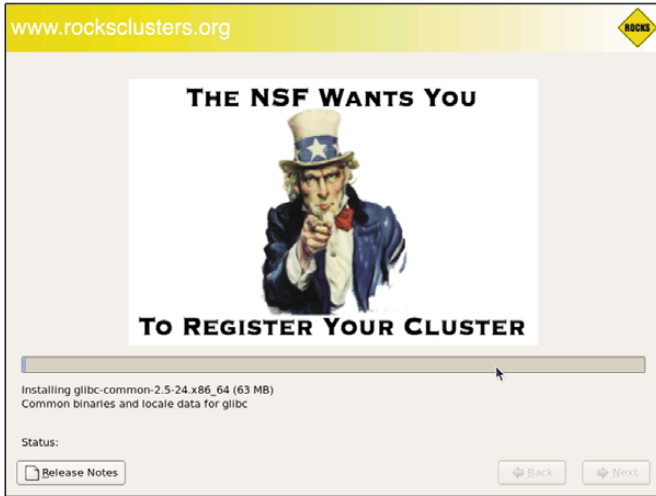 www.rocksclusters.org
ROCKS
THE NSF WANTS YOU
TO REGISTER YOUR CLUSTER
Installing glibc-common-2.5-24.x86_64 (63 MB)
Common binaries and locale data for glibc
Status:
Release Notes
Back
Next